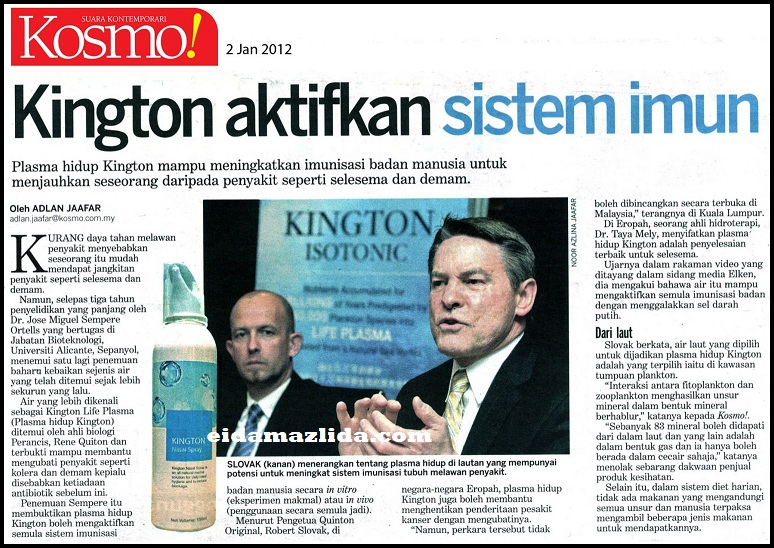 SUARA KONTEMPORARI
Kosmo!
2 Jan 2012
Kington aktifkan sistem imun
Plasma hidup Kington mampu meningkatkan imunisasi badan manusia untuk
menjauhkan seseorang daripada penyakit seperti selesema dan demam.
Oleh ADLAN JAAFAR
adlan.jaafar@kosmo.com.my
KURANG daya tahan melawan
penyakit menyebabkan
seseorang itu mudah
mendapat jangkitan
penyakit seperti selesema dan
demam.
Namun, selepas tiga tahun
penyelidikan yang panjang oleh
Dr. Jose Miguel Sempere
Ortells yang bertugas di
Jabatan Bioteknologi,
Universiti Alicante, Sepanyol,
menemui satu lagi penemuan
baharu kebaikan sejenis air
yang telah ditemui sejak lebih
sekurun yang lalu.
Air yang lebih dikenali
sebagai Kington Life Plasma
(Plasma hidup Kington)
ditemui oleh ahli biologi
Perancis, Rene Quiton dan
terbukti mampu membantu
mengubati penyakit seperti
kolera dan demam kepialu
disebabkan ketiadaan
antibiotik sebelum ini.
Penemuan Sempere itu
membuktikan plasma hidup
Kington boleh mengaktifkan
semula sistem imunisasi
KINGTON
Nasal Spray
KINGTON
ISOTONIC
LIFE PLASMA
NOOR AZLINA JAAFAR
eidamazlida.com
SLOVAK (kanan) menerangkan tentang plasma hidup di lautan yang mempunyai
potensi untuk meningkat sistem imunisasi tubuh melawan penyakit.
badan manusia secara in vitro
(eksperimen makmal) atau in vivo
(penggunaan secara semula jadi).
Menurut Pengetua Quinton
Original, Robert Slovak, di
negara-negara Eropah, plasma hidup
Kington juga boleh membantu
menghentikan penderitaan pesakit
kanser dengan mengubatinya.
"Namun, perkara tersebut tidak
boleh dibincangkan secara terbuka di
Malaysia," terangnya di Kuala Lumpur.
Di Eropah, seorang ahli hidroterapi,
Dr. Taya Mely, menyifatkan plasma
hidup Kington adalah penyelesaian
terbaik untuk selesema.
Ujarnya dalam rakaman video yang
ditayang dalam sidang media Elken,
dia mengakui bahawa air itu mampu
mengaktifkan semula imunisasi badan
dengan menggalakkan sel darah
putih.
Dari laut
Slovak berkata, air laut yang dipilih
untuk dijadikan plasma hidup Kington
adalah yang terpilih iaitu di kawasan
tumpuan plankton.
"Interaksi antara fitoplankton dan
zooplankton menghasilkan unsur
mineral dalam bentuk mineral
berhablur," katanya kepada Kosmo!.
"Sebanyak 83 mineral boleh didapati
dari dalam laut dan yang lain adalah
dalam bentuk gas dan ia hanya boleh
berada dalam cecair sahaja," katanya
menolak sebarang dakwaan penjual
produk kesihatan.
Selain itu, dalam sistem diet harian,
tidak ada makanan yang mengandungi
semua unsur dan manusia terpaksa
mengambil beberapa jenis makanan
untuk mendapatkannya.